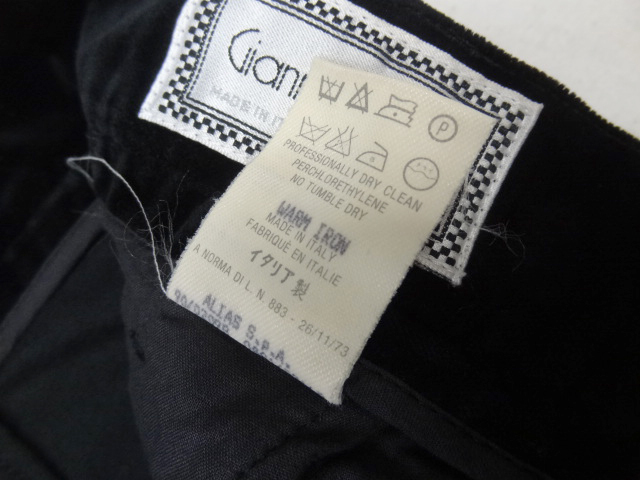 Giann
MADE IN IT
P
PROFESSIONALLY DRY CLEAN
PERCHLORETHYLENE
NO TUMBLE DRY
WARM IRON
MADE IN ITALY
FABRIQUÉ EN ITALIE
イタリア製
A NORMA DI L. N. 883 - 26/11/73
ALIAS S.P.A.